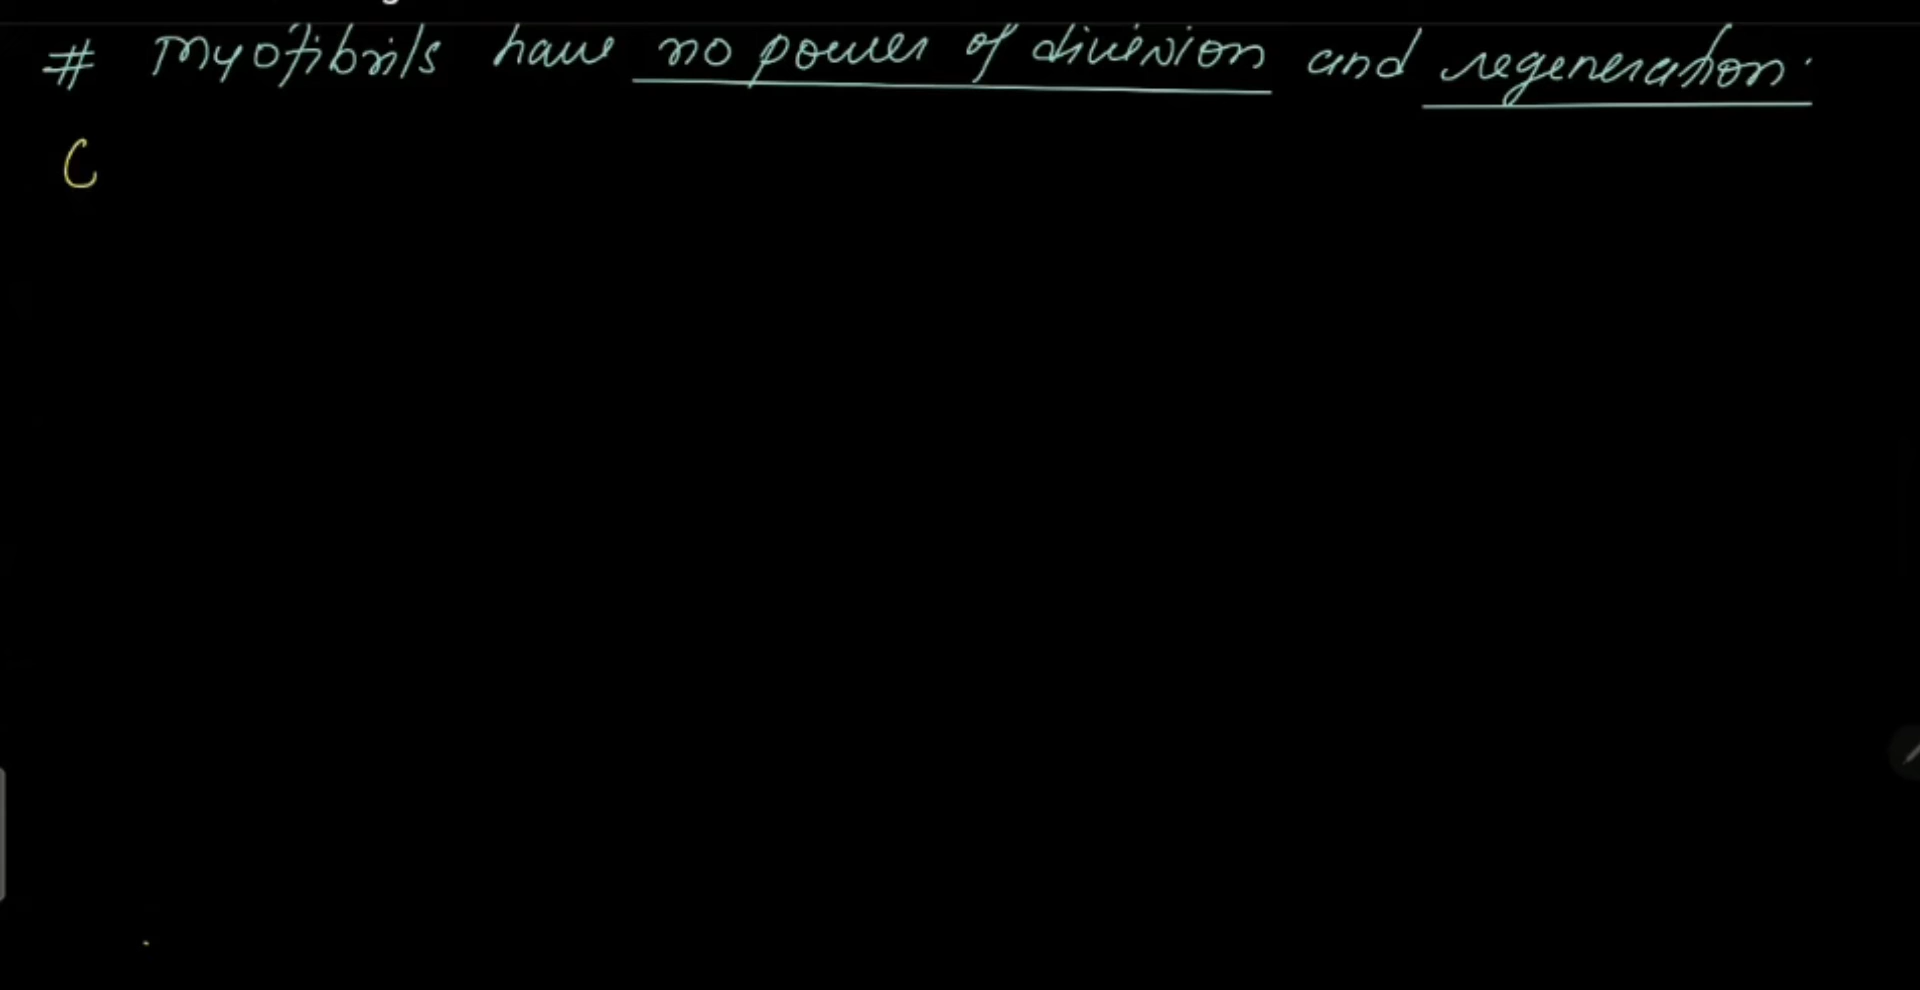 # Myofibrils have no power of division and regeneration.
C